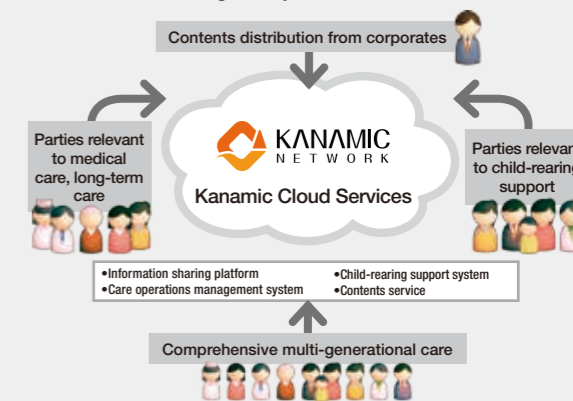 Contents distribution from corporates
KANAMIC
NETWORK
Kanamic Cloud Services
Parties relevant
to medical
care, long-term
care
to child-rearing
support
•Information sharing platform
•Care operations management system
•Child-rearing support system
•Contents service
Comprehensive multi-generational care